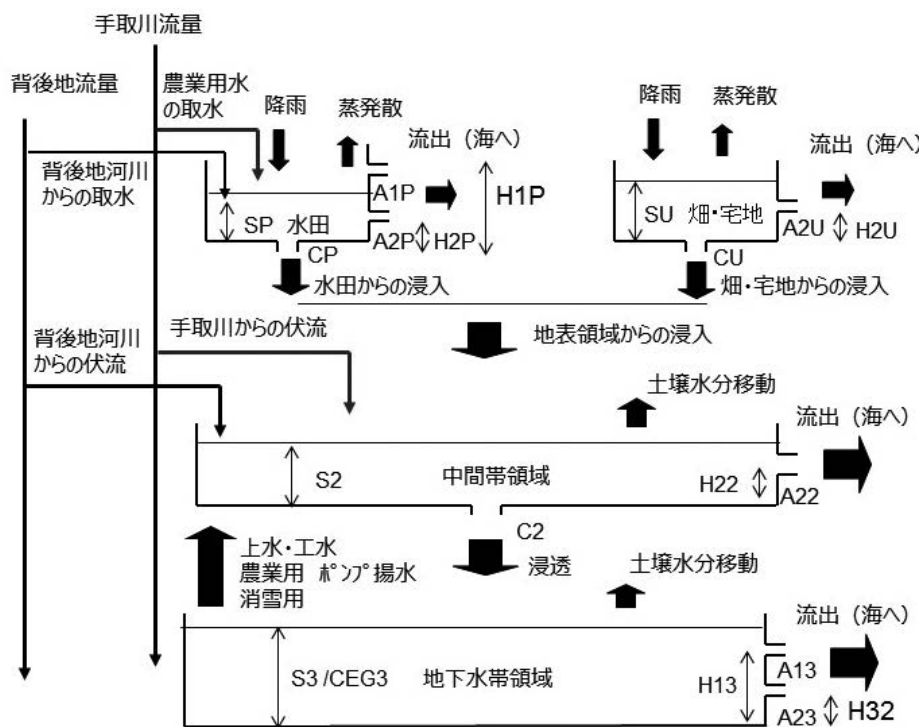 手取川流量
背後地流量
農業用水
の取水
降雨
蒸発散
流出（海へ）
降雨
蒸発散
流出（海へ）
背後地河川
からの取水
A1P
H1P
SP 水田
A2P
H2P
CP
SU 畑・宅地
A2U
H2U
CU
水田からの浸入
畑・宅地からの浸入
手取川からの伏流
背後地河川
からの伏流
地表領域からの浸入
土壌水分移動
流出（海へ）
S2
中間帯領域
H22
A22
C2
上水・工水
農業用 ﾎﾟﾝﾌﾟ揚水
消雪用
浸透
土壌水分移動
流出（海へ）
S3 /CEG3 地下水帯領域
H13
A13
A23
H32